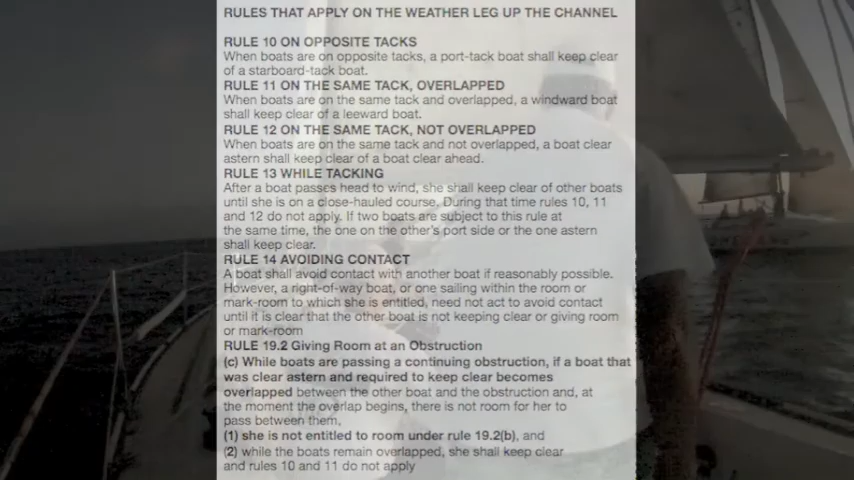 RULES THAT APPLY ON THE WEATHER LEG UP THE CHANNEL
RULE 10 ON OPPOSITE TACKS
When boats are on opposite tacks, a port-tack boat shall keep clear
of a starboard-tack boat.
RULE 11 ON THE SAME TACK, OVERLAPPED
When boats are on the same tack and overlapped, a windward boat
shall keep clear of a leeward boat.
RULE 12 ON THE SAME TACK, NOT OVERLAPPED
When boats are on the same tack and not overlapped, a boat clear
astern shall keep clear of a boat clear ahead.
RULE 13 WHILE TACKING
After a boat passes head to wind, she shall keep clear of other boats
until she is on a close-hauled course. During that time rules 10, 11
and 12 do not apply. If two boats are subject to this rule at
the same time, the one on the other's port side or the one astern
shall keep clear.
RULE 14 AVOIDING CONTACT
A boat shall avoid contact with another boat if reasonably possible.
However, a right-of-way boat, or one sailing within the room or
mark-room to which she is entitled, need not act to avoid contact
until it is clear that the other boat is not keeping clear or giving room
or mark-room
RULE 19.2 Giving Room at an Obstruction
(c) While boats are passing a continuing obstruction, if a boat that
was clear astern and required to keep clear becomes
overlapped between the other boat and the obstruction and, at
the moment the overlap begins, there is not room for her to
pass between them,
(1) she is not entitled to room under rule 19.2(b), and
(2) while the boats remain overlapped, she shall keep clear
and rules 10 and 11 do not apply